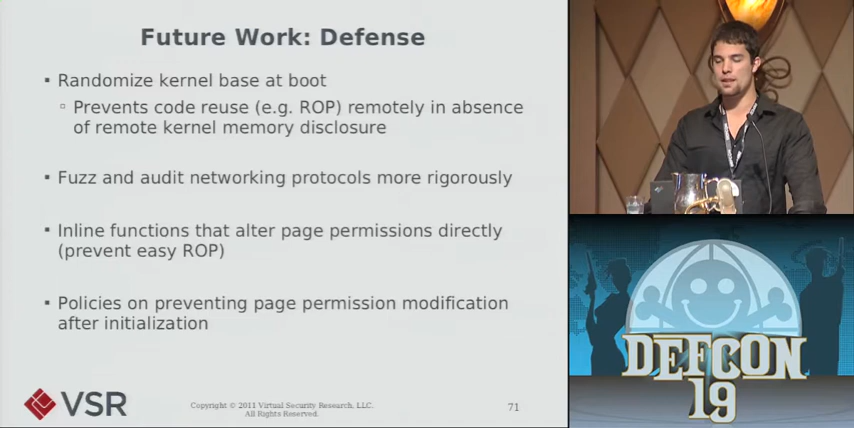 Future Work: Defense
▪ Randomize kernel base at boot
▫ Prevents code reuse (e.g. ROP) remotely in absence
of remote kernel memory disclosure
▪ Fuzz and audit networking protocols more rigorously
▪ Inline functions that alter page permissions directly
(prevent easy ROP)
▪ Policies on preventing page permission modification
after initialization
VSR
Copyright © 2011 Virtual Security Research, LLC.
All Rights Reserved.
71
DEFCON
19